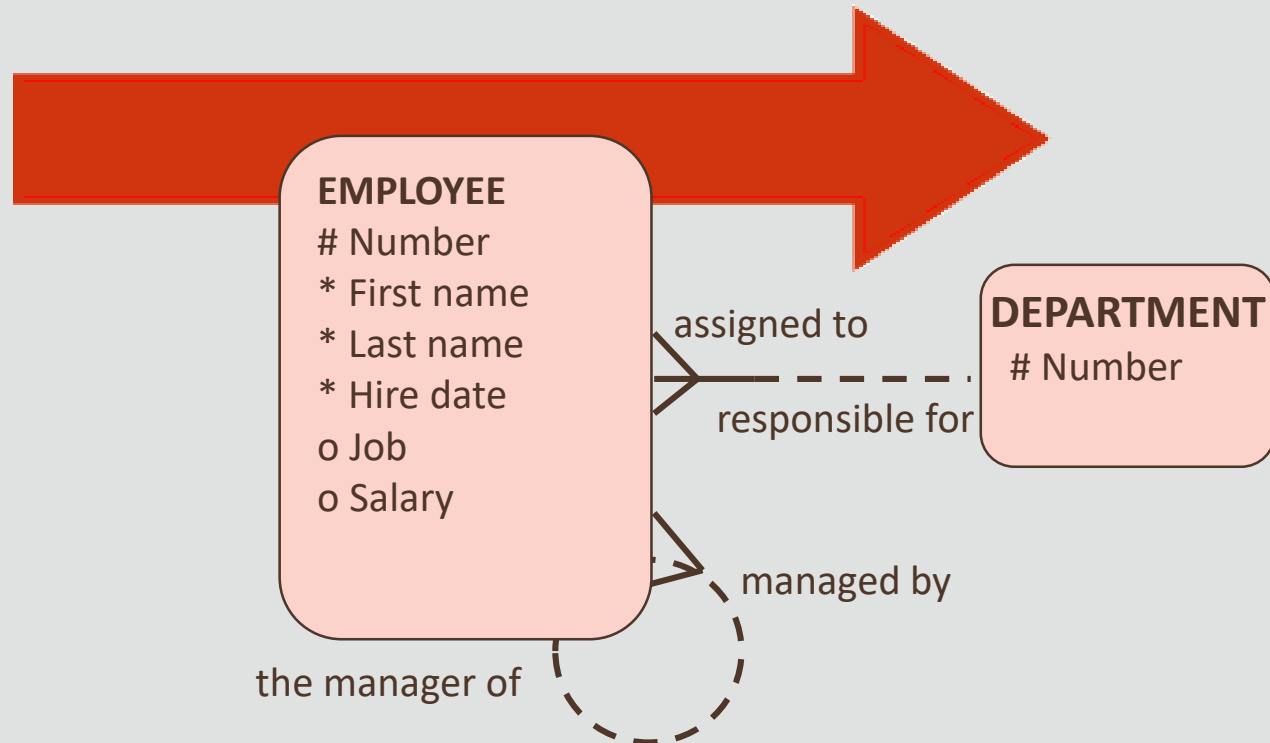 EMPLOYEE
# Number
* First name
* Last name
* Hire date
o Job
o Salary
assigned to
responsible for
DEPARTMENT
# Number
managed by
the manager of